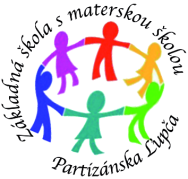 Základná škola s materskou školou
Partizánska Ľupča